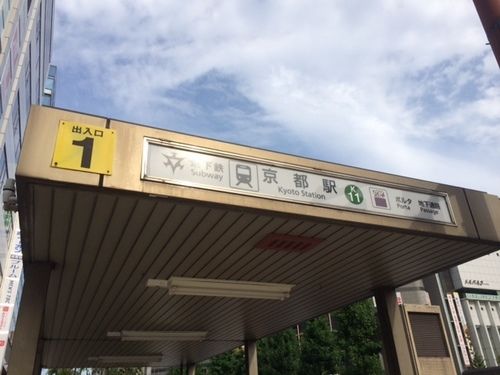 出入口
1
地下鉄
Subway
京都駅
Kyoto Station
K
11
ポルタ
Porta
地下通路
Passage